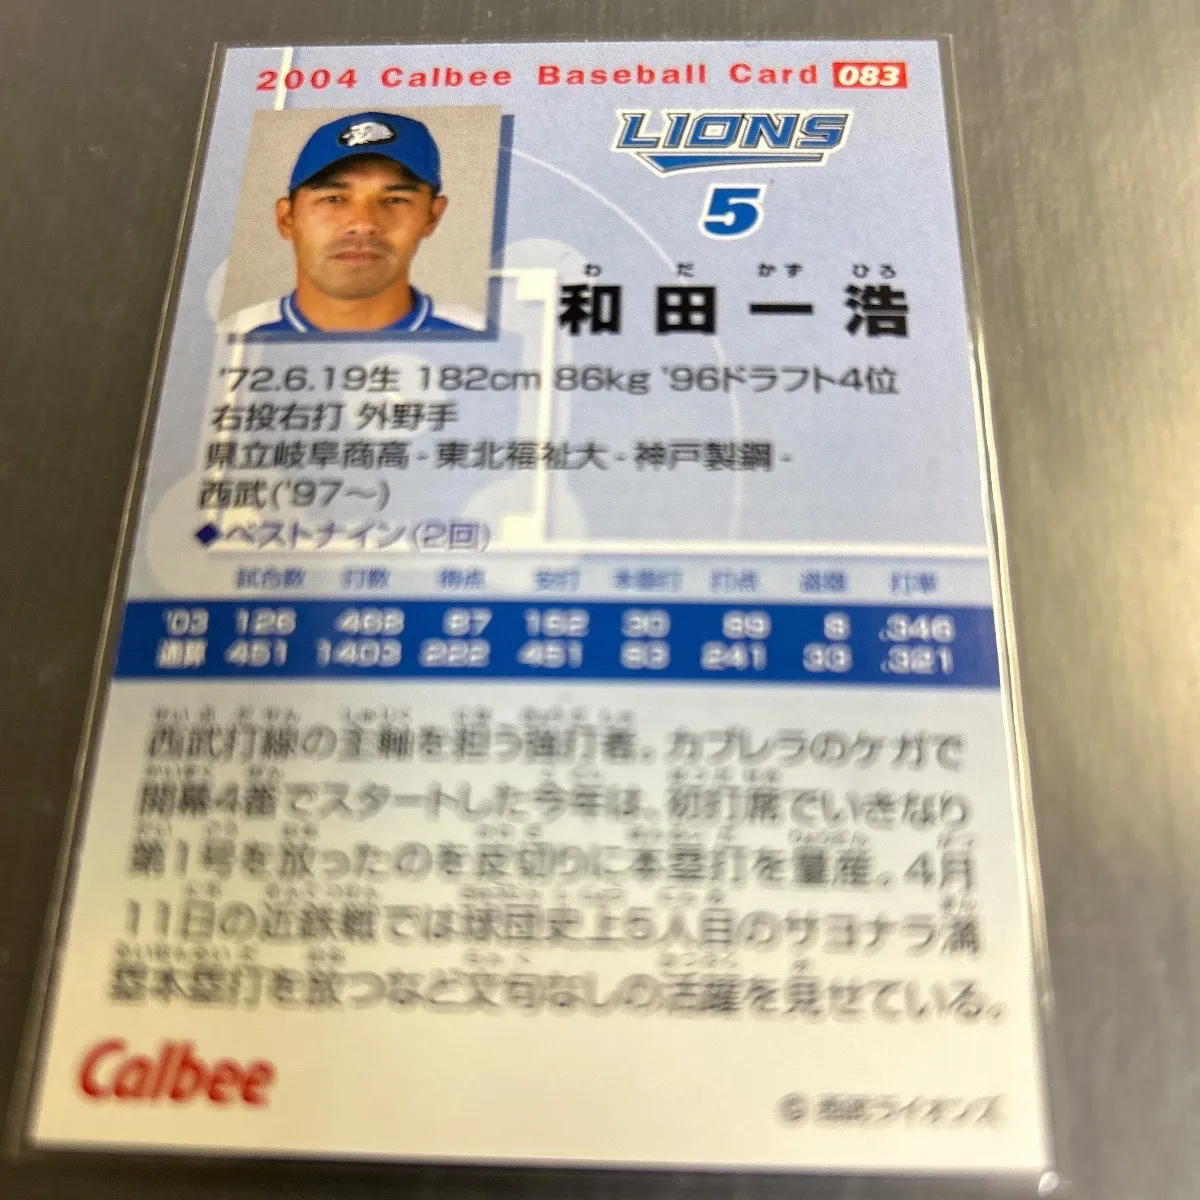 2004 Calbee Baseball Card 083
LIONS
5
わ だ かず ひろ
和田一浩
'72.6.19生 182cm 86kg '96ドラフト4位
右投右打 外野手
県立岐阜商高-東北福祉大-神戸製鋼-
西武('97〜)
◆ベストナイン(2回)
試合数 打数 得点 安打 本塁打 打点 盗塁 打率
'03 126 468 87 162 30 89 8 .346
通算 451 1403 222 451 83 241 33 .321
西武打線の主軸を担う強打者。カブレラのケガで
開幕4番でスタートした今年は、初打席でいきなり
第1号を放ったのを皮切りに本塁打を量産。4月
11日の近鉄戦では球団史上5人目のサヨナラ満
塁本塁打を放つなど文句なしの活躍を見せている。
Calbee
© 西武ライオンズ